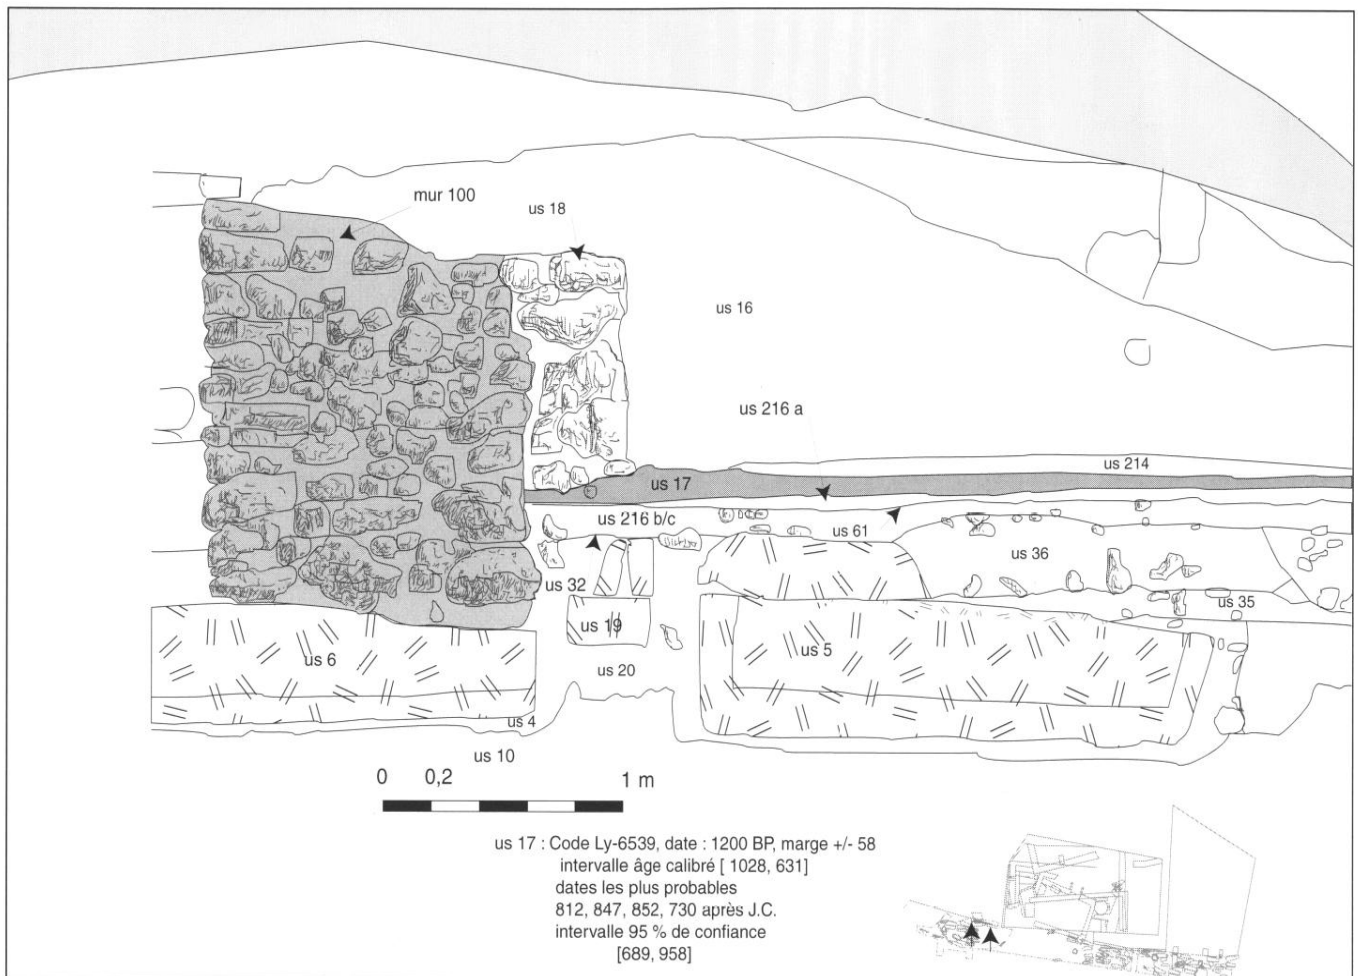 mur 100
us 18
us 16
us 216 a
us 214
us 17
us 216 b/c
us 61
us 36
us 32
us 35
us 19
us 6
us 5
us 20
us 4
us 10
0 0,2 1 m
us 17 : Code Ly-6539, date : 1200 BP, marge +/- 58
intervalle âge calibré [ 1028, 631]
dates les plus probables
812, 847, 852, 730 après J.C.
intervalle 95 % de confiance
[689, 958]